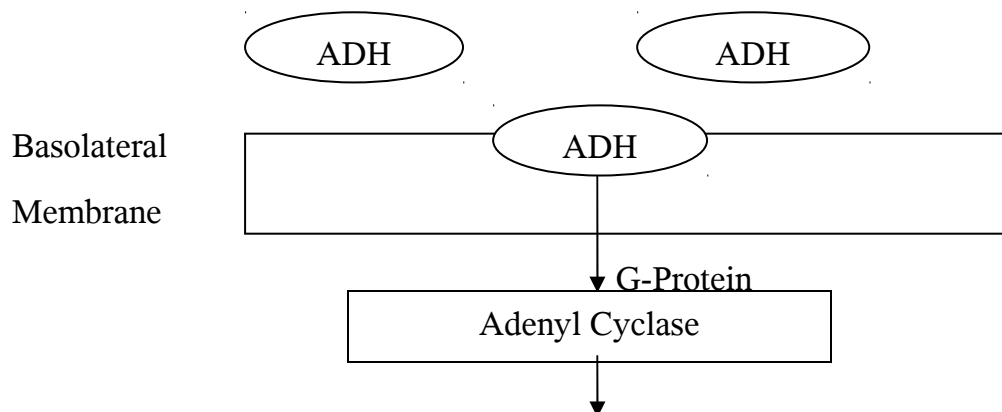 ADH
ADH
Basolateral
Membrane
ADH
G-Protein
Adenyl Cyclase